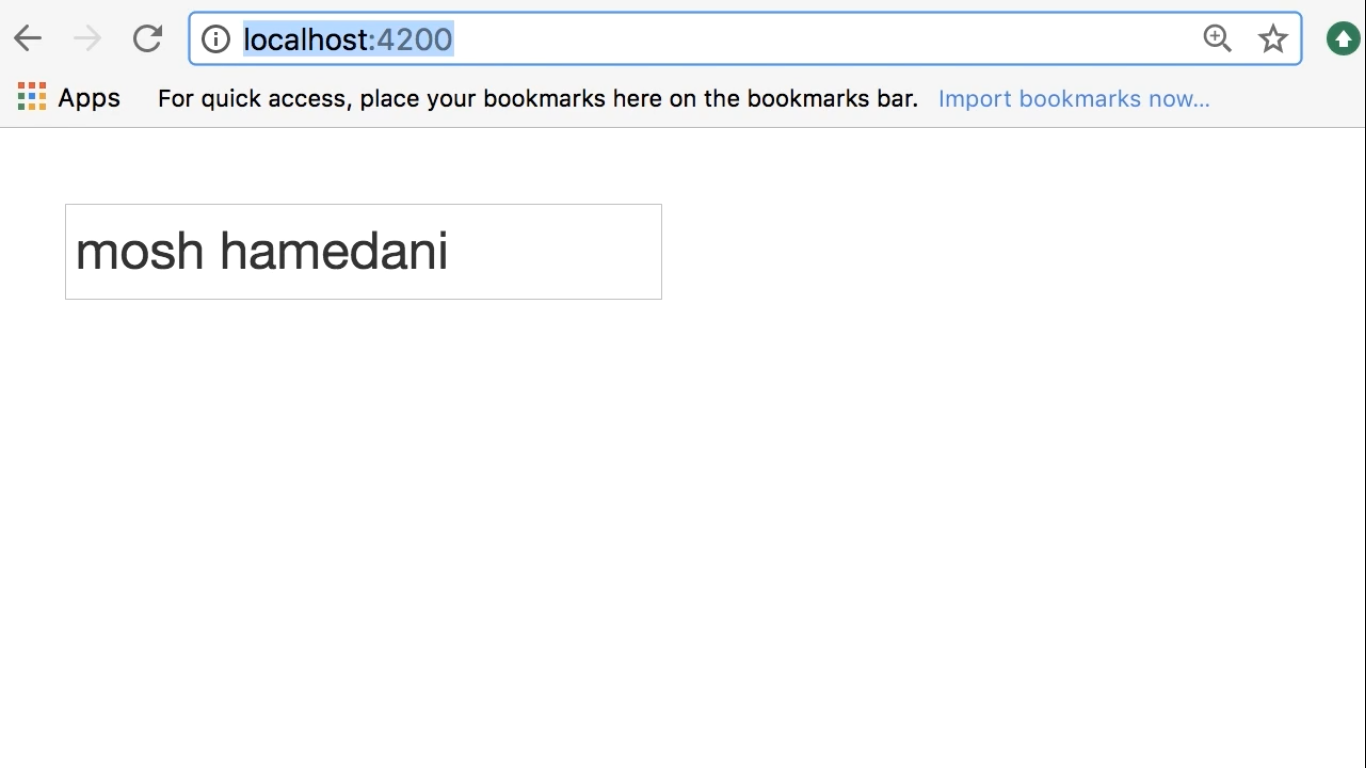 localhost:4200
Apps For quick access, place your bookmarks here on the bookmarks bar. Import bookmarks now...
mosh hamedani